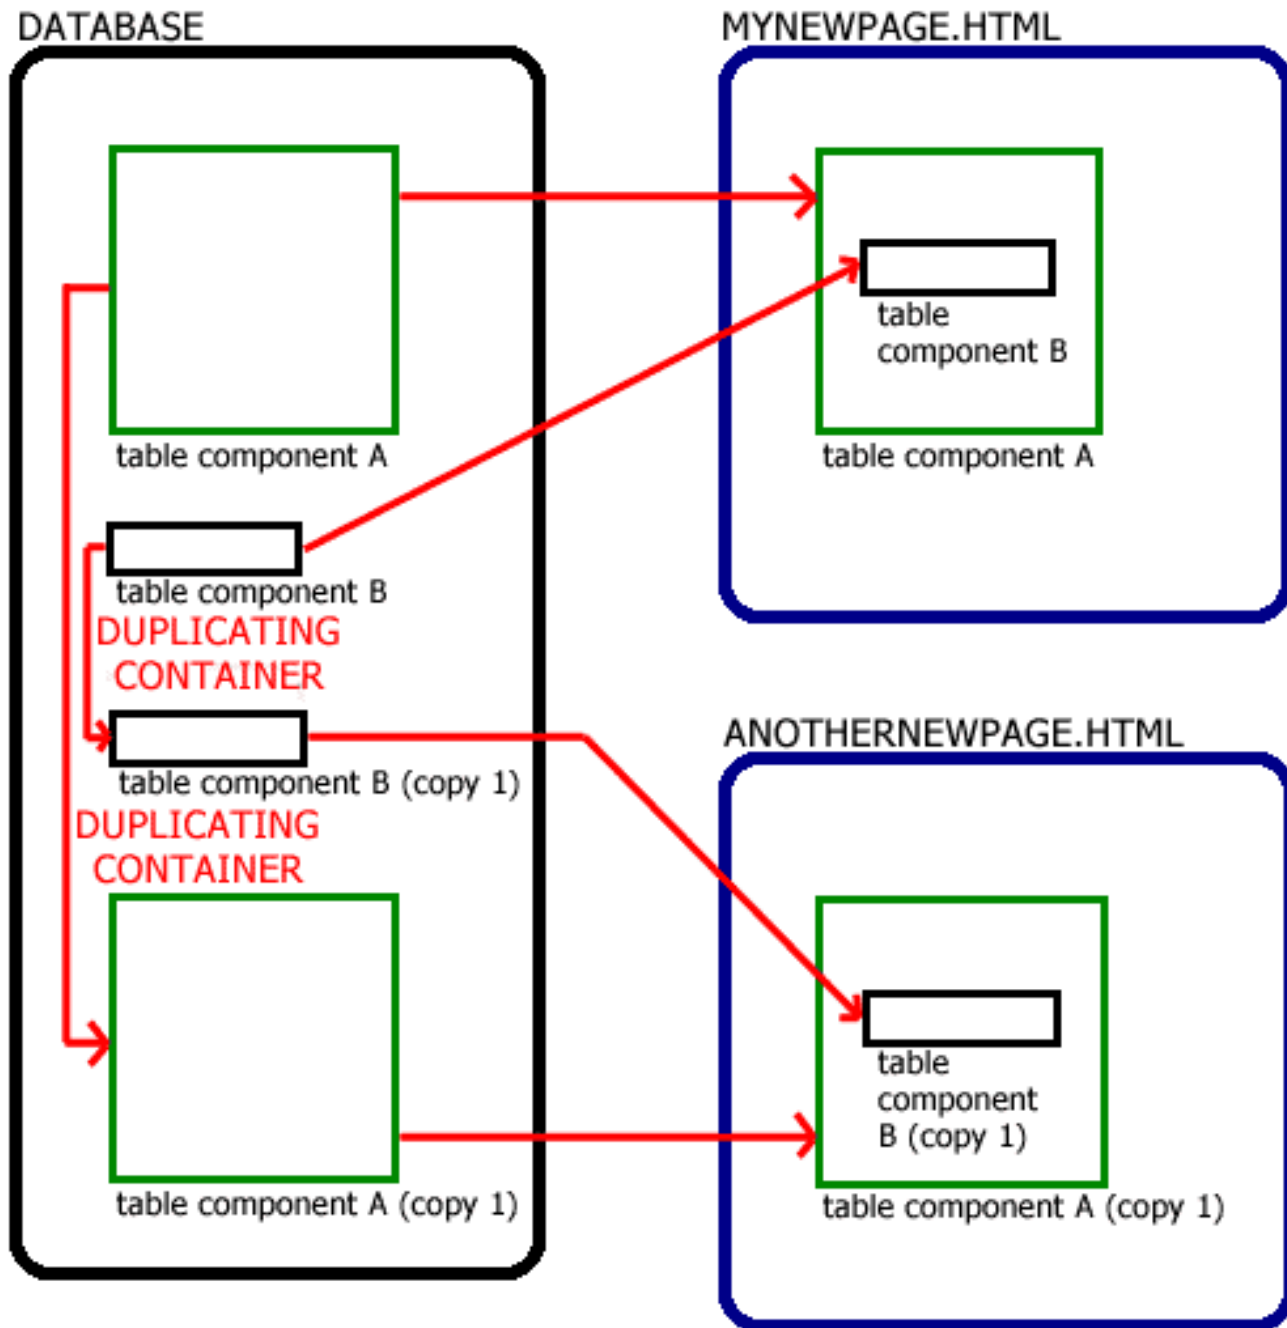 DATABASE
table component A
table component B
DUPLICATING
CONTAINER
table component B (copy 1)
DUPLICATING
CONTAINER
table component A (copy 1)
MYNEWPAGE.HTML
table
component B
table component A
ANOTHERNEWPAGE.HTML
table
component
B (copy 1)
table component A (copy 1)